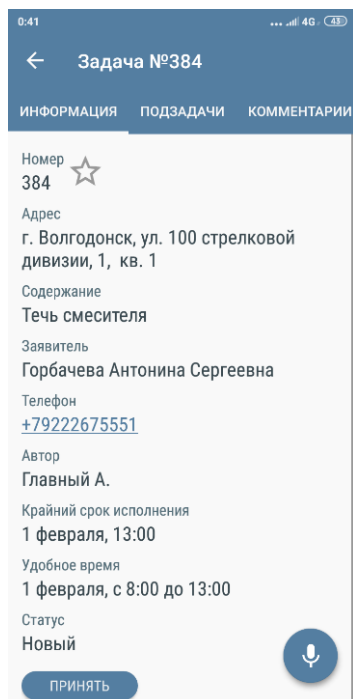 0:41 ... 4G 43
Задача №384
ИНФОРМАЦИЯ ПОДЗАДАЧИ КОММЕНТАРИИ
Номер
384
Адрес
г. Волгодонск, ул. 100 стрелковой
дивизии, 1, кв. 1
Содержание
Течь смесителя
Заявитель
Горбачева Антонина Сергеевна
Телефон
+79222675551
Автор
Главный А.
Крайний срок исполнения
1 февраля, 13:00
Удобное время
1 февраля, с 8:00 до 13:00
Статус
Новый
ПРИНЯТЬ